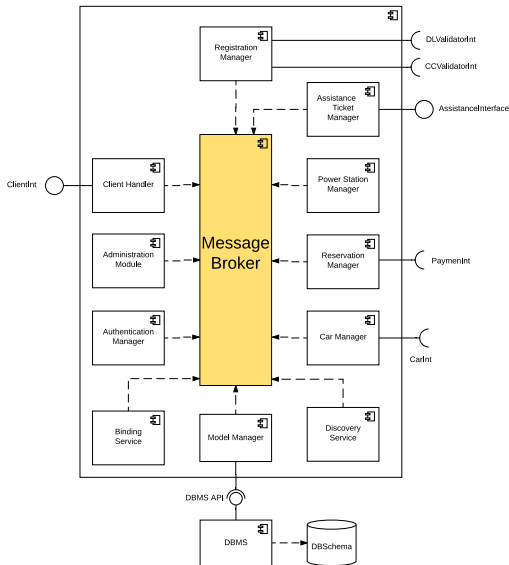 Registration
Manager
DLValidatorInt
CCValidatorInt
Assistance
Ticket
Manager
AssistanceInterface
ClientInt
Client Handler
Power Station
Manager
Message
Broker
Administration
Module
Reservation
Manager
PaymenInt
Authentication
Manager
Car Manager
CarInt
Binding
Service
Model Manager
Discovery
Service
DBMS API
DBMS
DBSchema